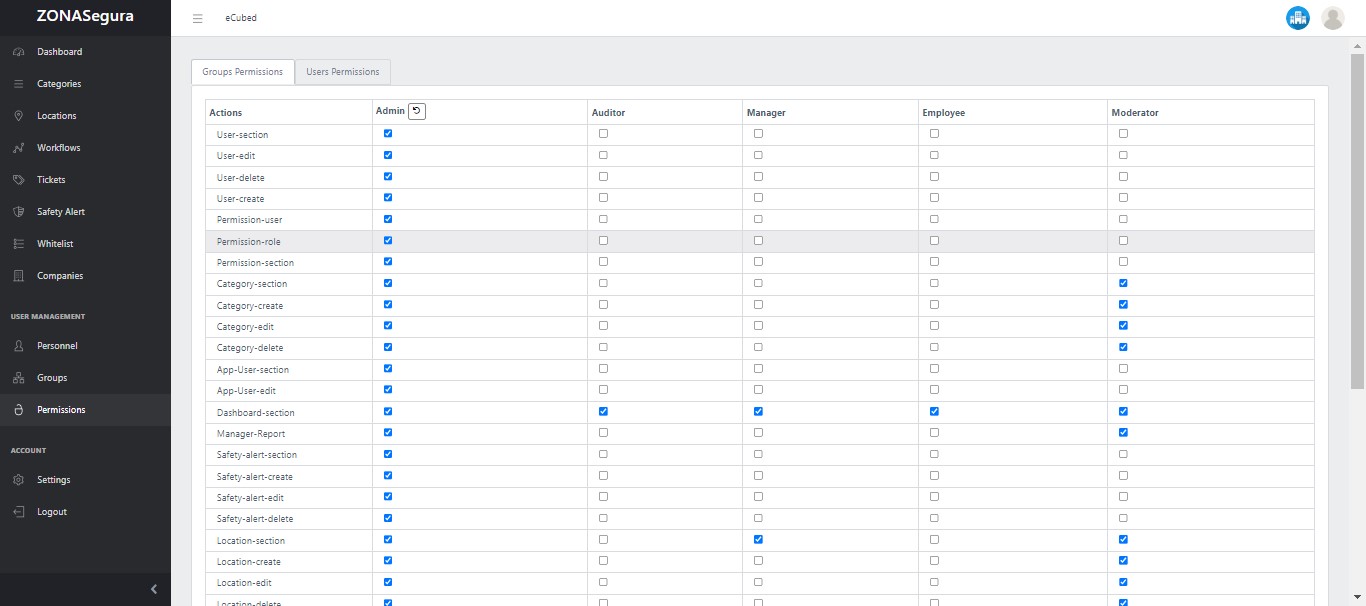 ZONASegura
eCubed
Dashboard
Categories
Locations
Workflows
Tickets
Safety Alert
Whitelist
Companies
USER MANAGEMENT
Personnel
Groups
Permissions
ACCOUNT
Settings
Logout
Groups Permissions Users Permissions
Actions Admin Auditor Manager Employee Moderator
User-section
User-edit
User-delete
User-create
Permission-user
Permission-role
Permission-section
Category-section
Category-create
Category-edit
Category-delete
App-User-section
App-User-edit
Dashboard-section
Manager-Report
Safety-alert-section
Safety-alert-create
Safety-alert-edit
Safety-alert-delete
Location-section
Location-create
Location-edit
Location-delete